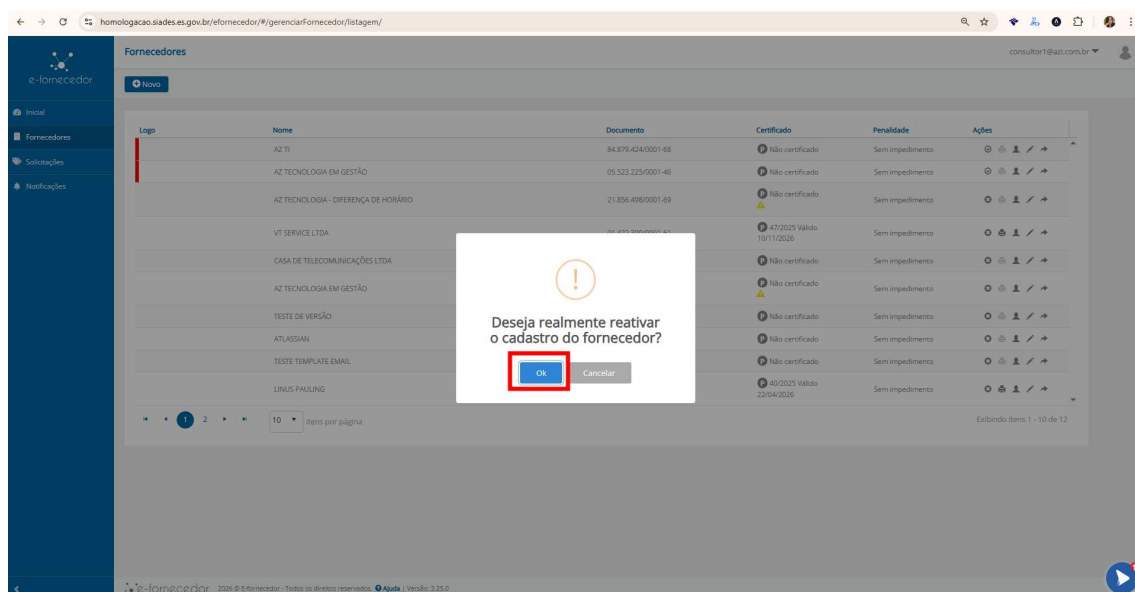 homologacao.siades.es.gov.br/efornecedor/#/gerenciarFornecedor/listagem/
e-fornecedor
Fornecedores
consultor1@azi.com.br
Novo
Inicial
Fornecedores
Solicitações
Notificações
Logo Nome Documento Certificado Penalidade Ações
AZ TI 84.879.424/0001-68 Não certificado Sem impedimento
AZ TECNOLOGIA EM GESTÃO 05.523.225/0001-46 Não certificado Sem impedimento
AZ TECNOLOGIA - DIFERENÇA DE HORÁRIO 21.856.498/0001-69 Não certificado Sem impedimento
VT SERVICE LTDA 47/2025 Válido 10/11/2026 Sem impedimento
CASA DE TELECOMUNICAÇÕES LTDA Não certificado Sem impedimento
AZ TECNOLOGIA EM GESTÃO Não certificado Sem impedimento
TESTE DE VERSÃO Não certificado Sem impedimento
ATLASSIAN Não certificado Sem impedimento
TESTE TEMPLATE EMAIL Não certificado Sem impedimento
LINUS PAULING 40/2025 Válido 22/04/2026 Sem impedimento
!
Deseja realmente reativar
o cadastro do fornecedor?
Ok Cancelar
1 2 10 itens por página Exibindo itens 1 - 10 de 12
e-fornecedor 2026 © E-fornecedor - Todos os direitos reservados. Ajuda | Versão: 3.25.0